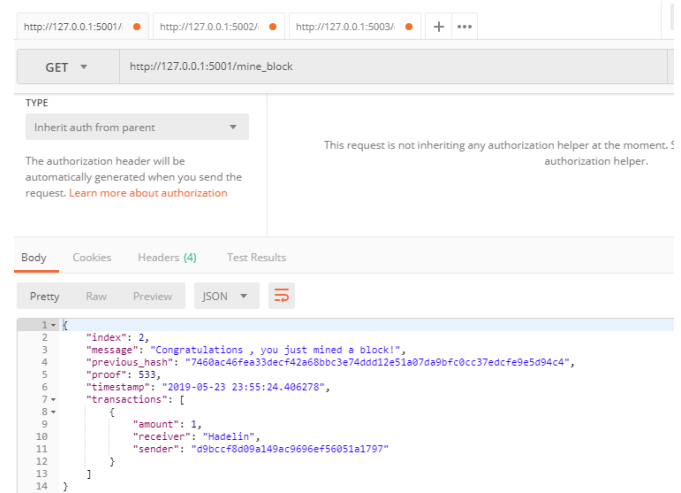 http://127.0.0.1:5001/ http://127.0.0.1:5002/ http://127.0.0.1:5003/ + •••
GET http://127.0.0.1:5001/mine_block
TYPE
Inherit auth from parent
This request is not inheriting any authorization helper at the moment. S
authorization helper.
The authorization header will be
automatically generated when you send the
request. Learn more about authorization
Body Cookies Headers (4) Test Results
Pretty Raw Preview JSON
1 {
2 "index": 2,
3 "message": "Congratulations , you just mined a block!",
4 "previous_hash": "7460ac46fea33decf42a68bbc3e74ddd12e51a07da9bfc0cc37edcfe9e5d94c4",
5 "proof": 533,
6 "timestamp": "2019-05-23 23:55:24.406278",
7 "transactions": [
8 {
9 "amount": 1,
10 "receiver": "Hadelin",
11 "sender": "d9bccf8d09a149ac9696ef56051a1797"
12 }
13 ]
14 }